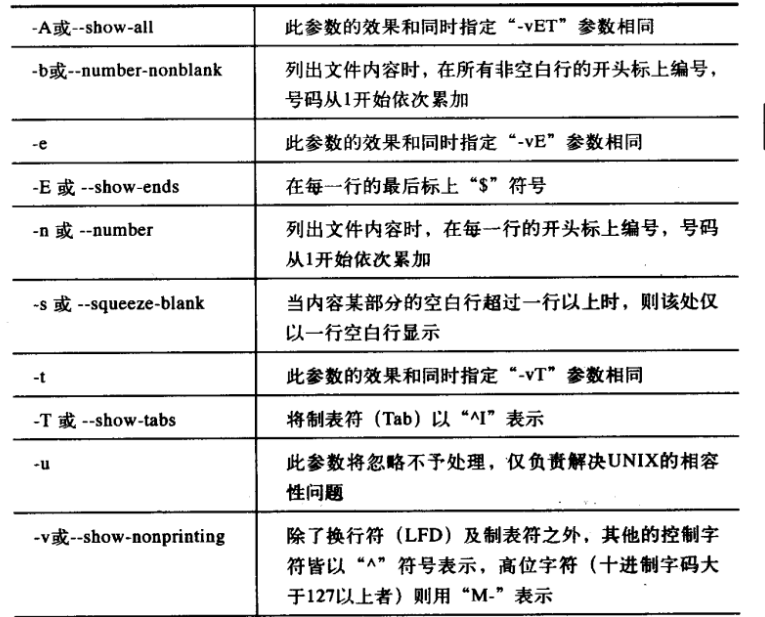 -A或--show-all 此参数的效果和同时指定“-vET”参数相同
-b或--number-nonblank 列出文件内容时，在所有非空白行的开头标上编号，
号码从1开始依次累加
-e 此参数的效果和同时指定“-vE”参数相同
-E 或 --show-ends 在每一行的最后标上“$”符号
-n 或 --number 列出文件内容时，在每一行的开头标上编号，号码
从1开始依次累加
-s 或 --squeeze-blank 当内容某部分的空白行超过一行以上时，则该处仅
以一行空白行显示
-t 此参数的效果和同时指定“-vT”参数相同
-T 或 --show-tabs 将制表符（Tab）以“^I”表示
-u 此参数将忽略不予处理，仅负责解决UNIX的相容
性问题
-v或--show-nonprinting 除了换行符（LFD）及制表符之外，其他的控制字
符皆以“^”符号表示，高位字符（十进制字码大
于127以上者）则用“M-”表示